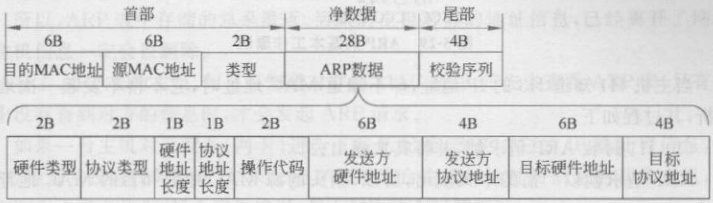 首部 净数据 尾部
6B 6B 2B 28B 4B
目的MAC地址 源MAC地址 类型 ARP数据 校验序列
2B 2B 1B 1B 2B 6B 4B 6B 4B
硬件类型 协议类型 硬件地址长度 协议地址长度 操作代码 发送方硬件地址 发送方协议地址 目标硬件地址 目标协议地址